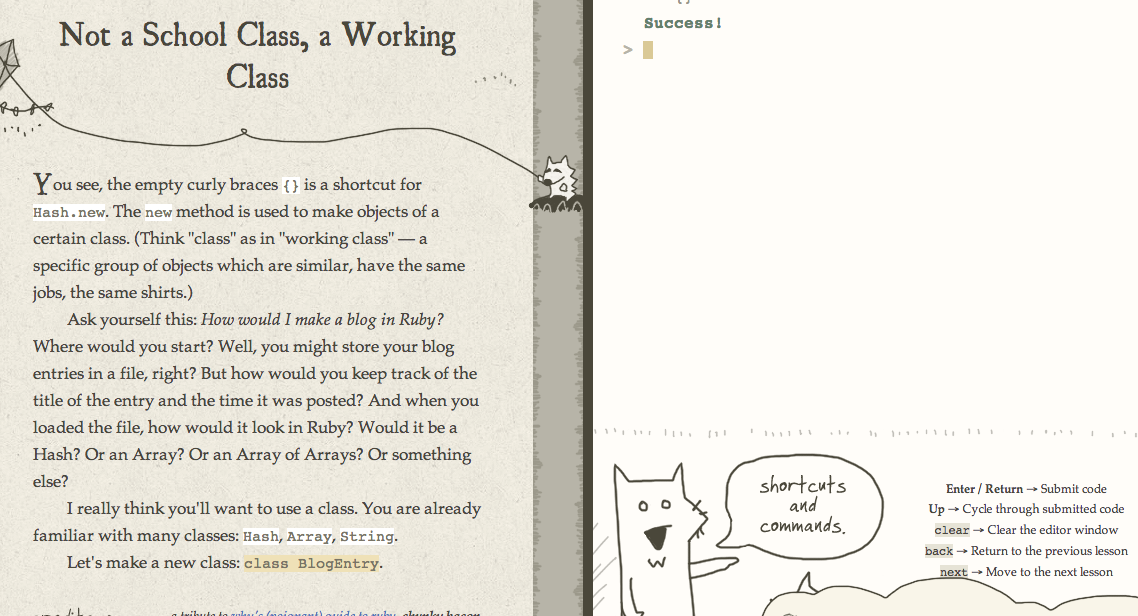 Not a School Class, a Working
Class
You see, the empty curly braces {} is a shortcut for
Hash.new. The new method is used to make objects of a
certain class. (Think "class" as in "working class" — a
specific group of objects which are similar, have the same
jobs, the same shirts.)
Ask yourself this: How would I make a blog in Ruby?
Where would you start? Well, you might store your blog
entries in a file, right? But how would you keep track of the
title of the entry and the time it was posted? And when you
loaded the file, how would it look in Ruby? Would it be a
Hash? Or an Array? Or an Array of Arrays? Or something
else?
I really think you'll want to use a class. You are already
familiar with many classes: Hash, Array, String.
Let's make a new class: class BlogEntry.
a tribute to why's (poignant) guide to ruby. chunky bacon
Success!
>
shortcuts
and
commands.
Enter / Return → Submit code
Up → Cycle through submitted code
clear → Clear the editor window
back → Return to the previous lesson
next → Move to the next lesson